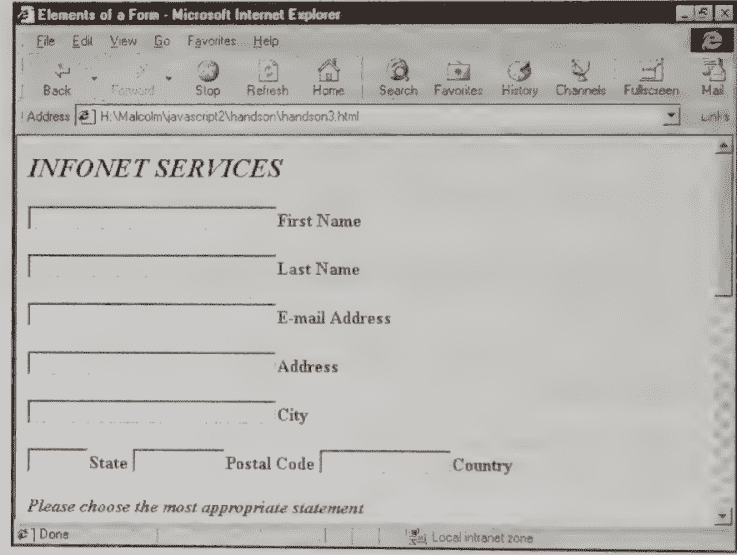 Elements of a Form - Microsoft Internet Explorer
File Edit View Go Favorites Help
Back Forward Stop Refresh Home Search Favorites History Channels Fullscreen Mail
Address H:\Malcolm\javascript2\handson\handson3.html Links
INFONET SERVICES
First Name
Last Name
E-mail Address
Address
City
State Postal Code Country
Please choose the most appropriate statement
Done Local intranet zone